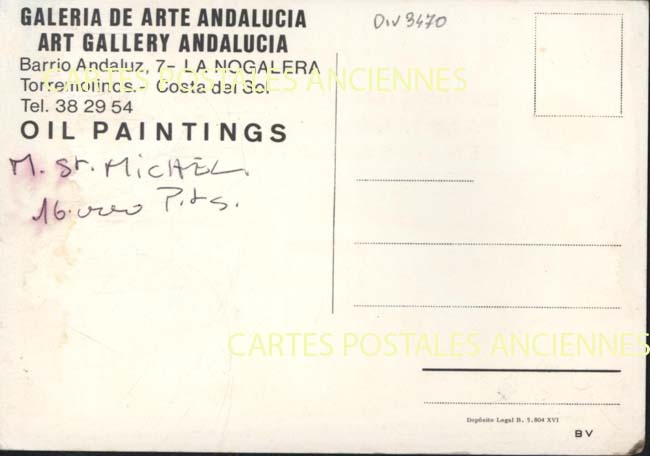 GALERIA DE ARTE ANDALUCIA
ART GALLERY ANDALUCIA
Barrio Andaluz, 7- LA NOGALERA
Torremolinos.- Costa del Sol
Tel. 38 29 54
OIL PAINTINGS
M. St. MICHEL.
16.000 Pts.
Div 3470
CARTES POSTALES ANCIENNES
CARTES POSTALES ANCIENNES
Depósito Legal B. 5.804 XVI
BV